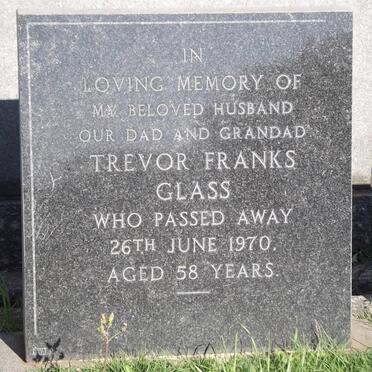 IN
LOVING MEMORY OF
MY BELOVED HUSBAND
OUR DAD AND GRANDAD
TREVOR FRANKS
GLASS
WHO PASSED AWAY
26TH JUNE 1970.
AGED 58 YEARS